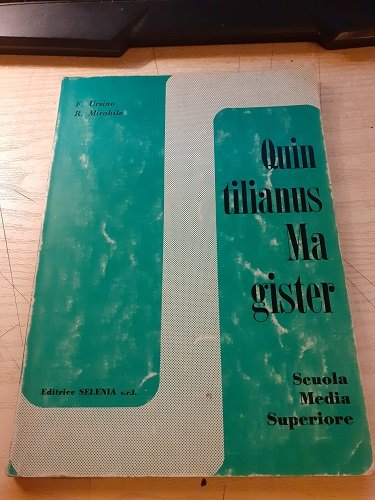 F. Ursino
R. Mirabile
Quin
tilianus
Ma
gister
Scuola
Media
Superiore
Editrice SELENIA s.r.l.